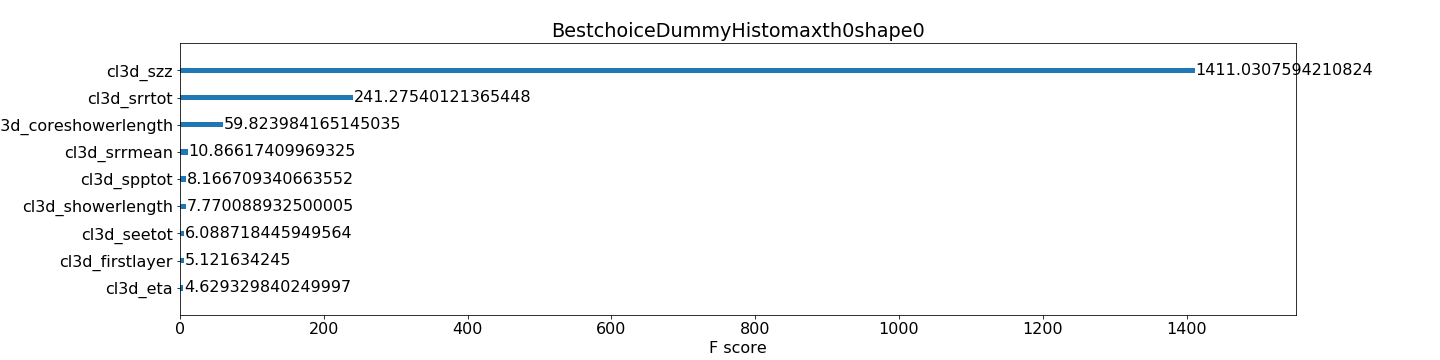 BestchoiceDummyHistomaxth0shape0
cl3d_szz 1411.0307594210824
cl3d_srrtot 241.27540121365448
3d_coreshowerlength 59.823984165145035
cl3d_srrmean 10.86617409969325
cl3d_spptot 8.166709340663552
cl3d_showerlength 7.770088932500005
cl3d_seetot 6.088718445949564
cl3d_firstlayer 5.121634245
cl3d_eta 4.629329840249997
0 200 400 600 800 1000 1200 1400
F score